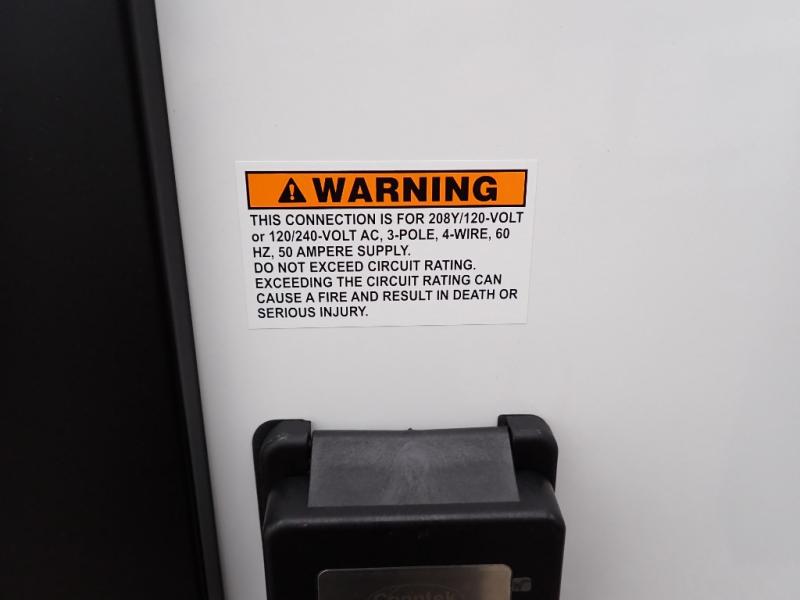 WARNING
THIS CONNECTION IS FOR 208Y/120-VOLT
or 120/240-VOLT AC, 3-POLE, 4-WIRE, 60
HZ, 50 AMPERE SUPPLY.
DO NOT EXCEED CIRCUIT RATING.
EXCEEDING THE CIRCUIT RATING CAN
CAUSE A FIRE AND RESULT IN DEATH OR
SERIOUS INJURY.
Conntek